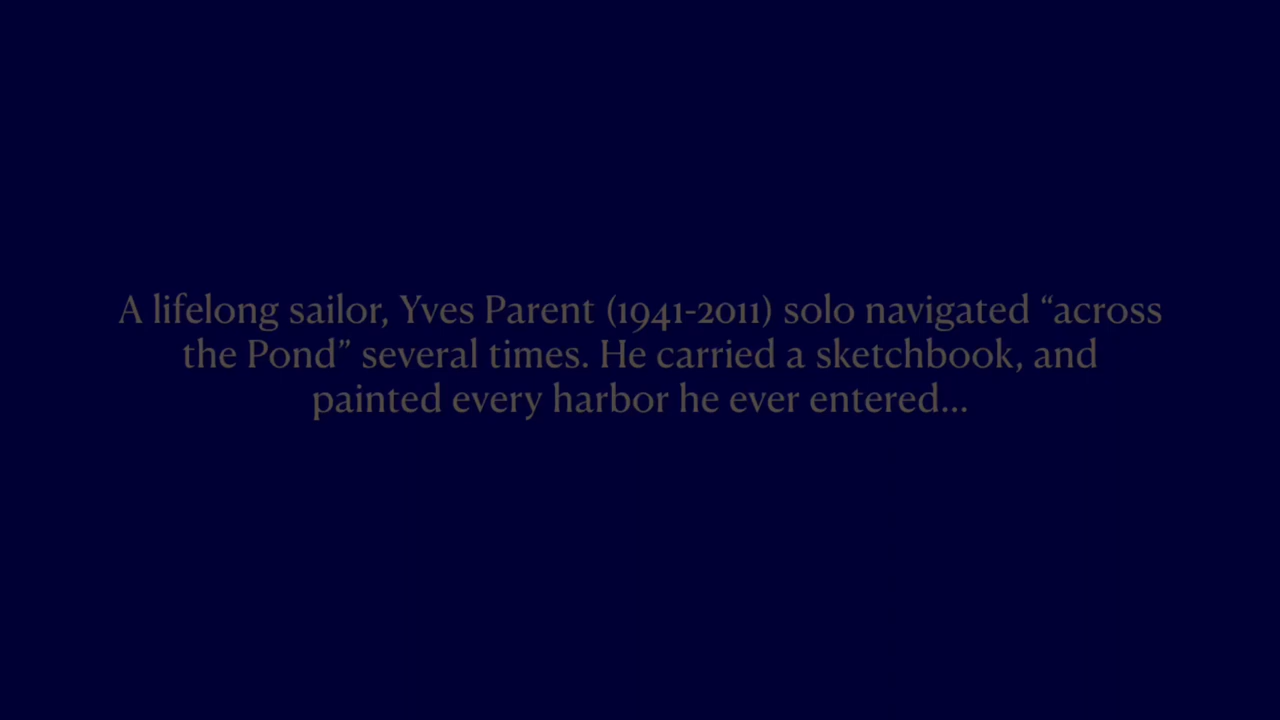 A lifelong sailor, Yves Parent (1941-2011) solo navigated “across
the Pond” several times. He carried a sketchbook, and
painted every harbor he ever entered...